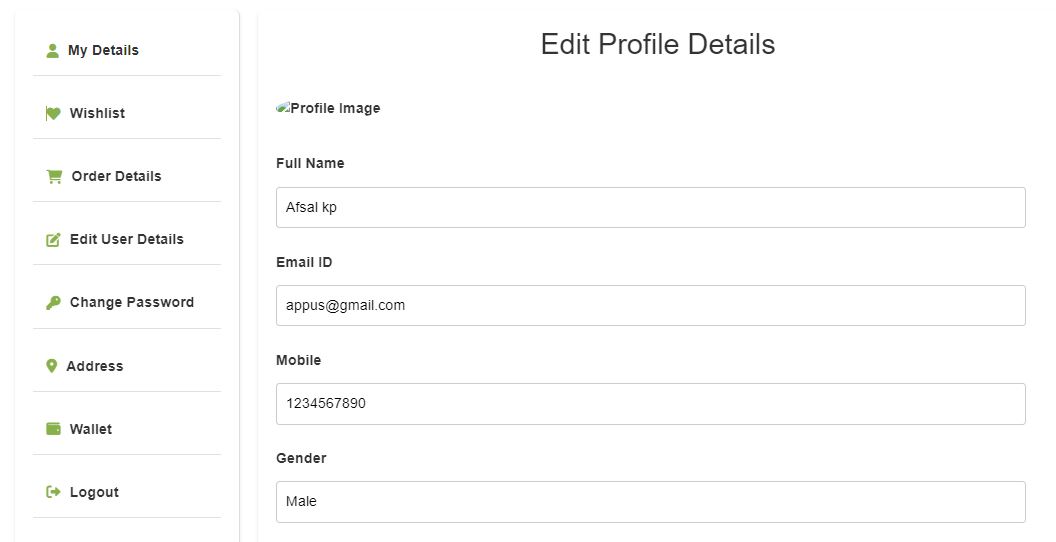 My Details
Wishlist
Order Details
Edit User Details
Change Password
Address
Wallet
Logout
Edit Profile Details
Profile Image
Full Name
Afsal kp
Email ID
appus@gmail.com
Mobile
1234567890
Gender
Male